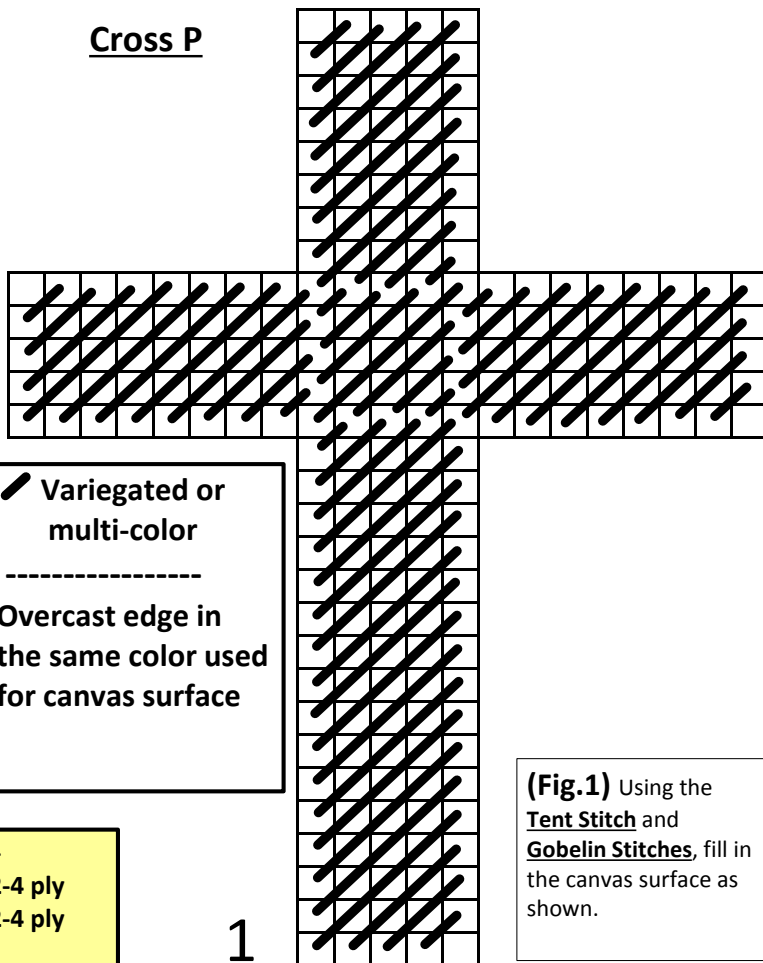 Cross P
Variegated or
multi-color
-----------------
Overcast edge in
the same color used
for canvas surface
(Fig.1) Using the
Tent Stitch and
Gobelin Stitches, fill in
the canvas surface as
shown.
2-4 ply
2-4 ply
1